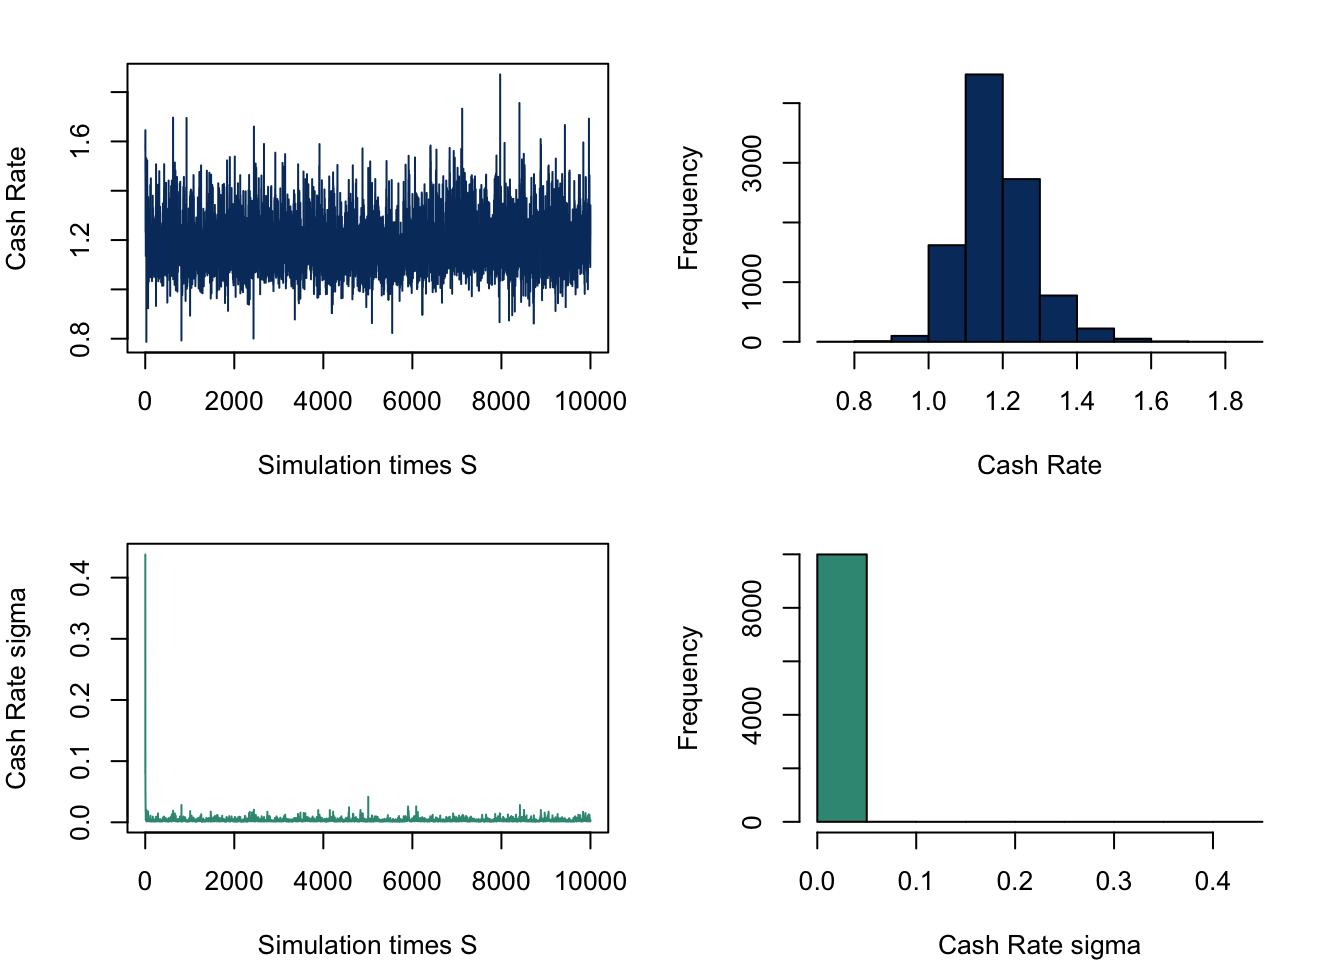 Cash Rate
0.8 1.2 1.6
0 2000 4000 6000 8000 10000
Simulation times S
Frequency
0 1000 3000
0.8 1.0 1.2 1.4 1.6 1.8
Cash Rate
Cash Rate sigma
0.0 0.1 0.2 0.3 0.4
0 2000 4000 6000 8000 10000
Simulation times S
Frequency
0 4000 8000
0.0 0.1 0.2 0.3 0.4
Cash Rate sigma